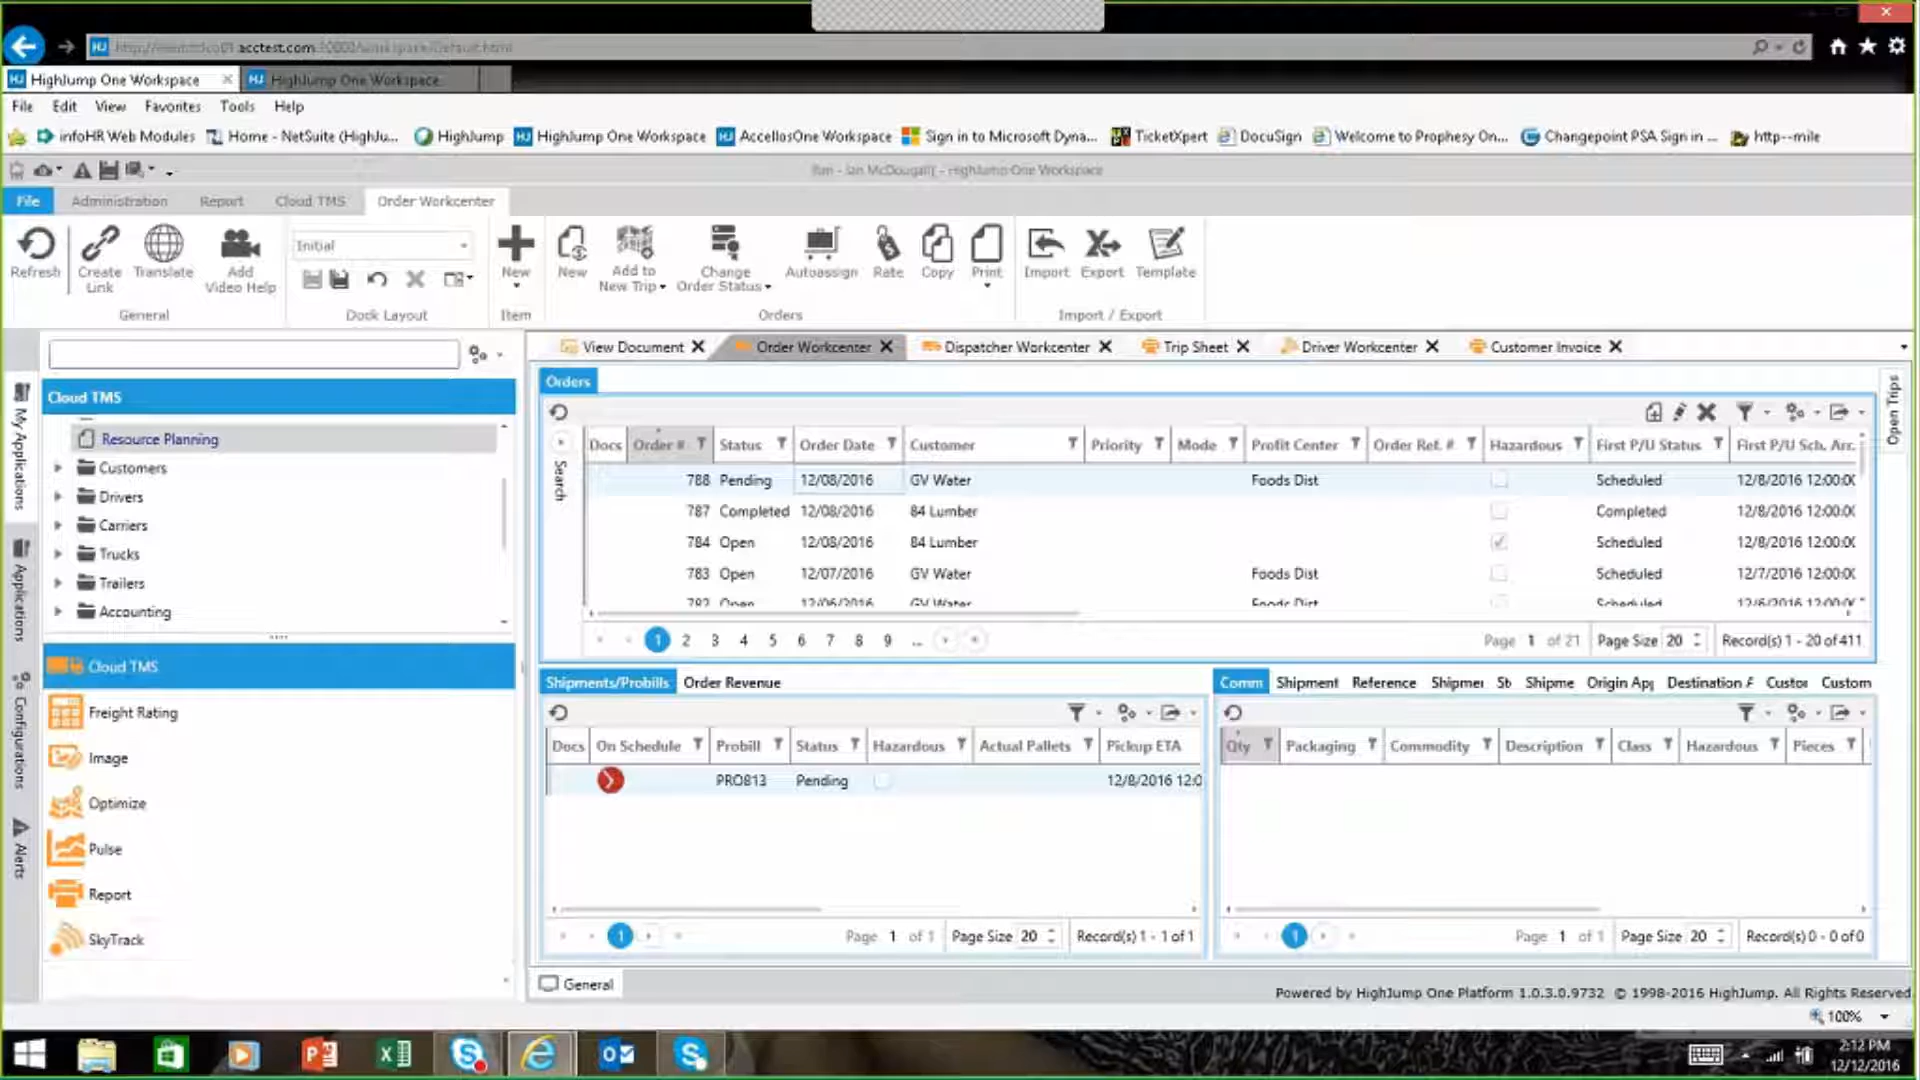 acctest.com
HighJump One Workspace
HighJump One Workspace
File Edit View Favorites Tools Help
infoHR Web Modules Home - NetSuite (HighJu... HighJump HighJump One Workspace AccellosOne Workspace Sign in to Microsoft Dyna... TicketXpert DocuSign Welcome to Prophesy On... Changepoint PSA Sign in ... http--mile
HighJump One Workspace
File Administration Report Cloud TMS Order Workcenter
Refresh Create Link Translate Add Video Help Initial New New Add to New Trip Change Order Status Autoassign Rate Copy Print Import Export Template
General Dock Layout Item Orders Import / Export
My Applications
Applications
Configurations
Alerts
Cloud TMS
Resource Planning
Customers
Drivers
Carriers
Trucks
Trailers
Accounting
Cloud TMS
Freight Rating
Image
Optimize
Pulse
Report
SkyTrack
View Document Order Workcenter Dispatcher Workcenter Trip Sheet Driver Workcenter Customer Invoice
Orders
Open Trips
Search
Docs Order # Status Order Date Customer Priority Mode Profit Center Order Ref. # Hazardous First P/U Status First P/U Sch. Arr.
788 Pending 12/08/2016 GV Water Foods Dist Scheduled 12/8/2016 12:00:0
787 Completed 12/08/2016 84 Lumber Completed 12/8/2016 12:00:0
784 Open 12/08/2016 84 Lumber Scheduled 12/8/2016 12:00:0
783 Open 12/07/2016 GV Water Foods Dist Scheduled 12/7/2016 12:00:0
1 2 3 4 5 6 7 8 9 ... Page 1 of 21 Page Size 20 Record(s) 1 - 20 of 411
Shipments/Probills Order Revenue
Docs On Schedule Probill Status Hazardous Actual Pallets Pickup ETA
PRO813 Pending 12/8/2016 12:0
1 Page 1 of 1 Page Size 20 Record(s) 1 - 1 of 1
Comm Shipment Reference Shipmer Sb Shipme Origin Ap Destination Custo Custom
Qty Packaging Commodity Description Class Hazardous Pieces
1 Page 1 of 1 Page Size 20 Record(s) 0 - 0 of 0
General
Powered by HighJump One Platform 1.0.3.0.9732 © 1998-2016 HighJump. All Rights Reserved
100%
2:12 PM
12/12/2016